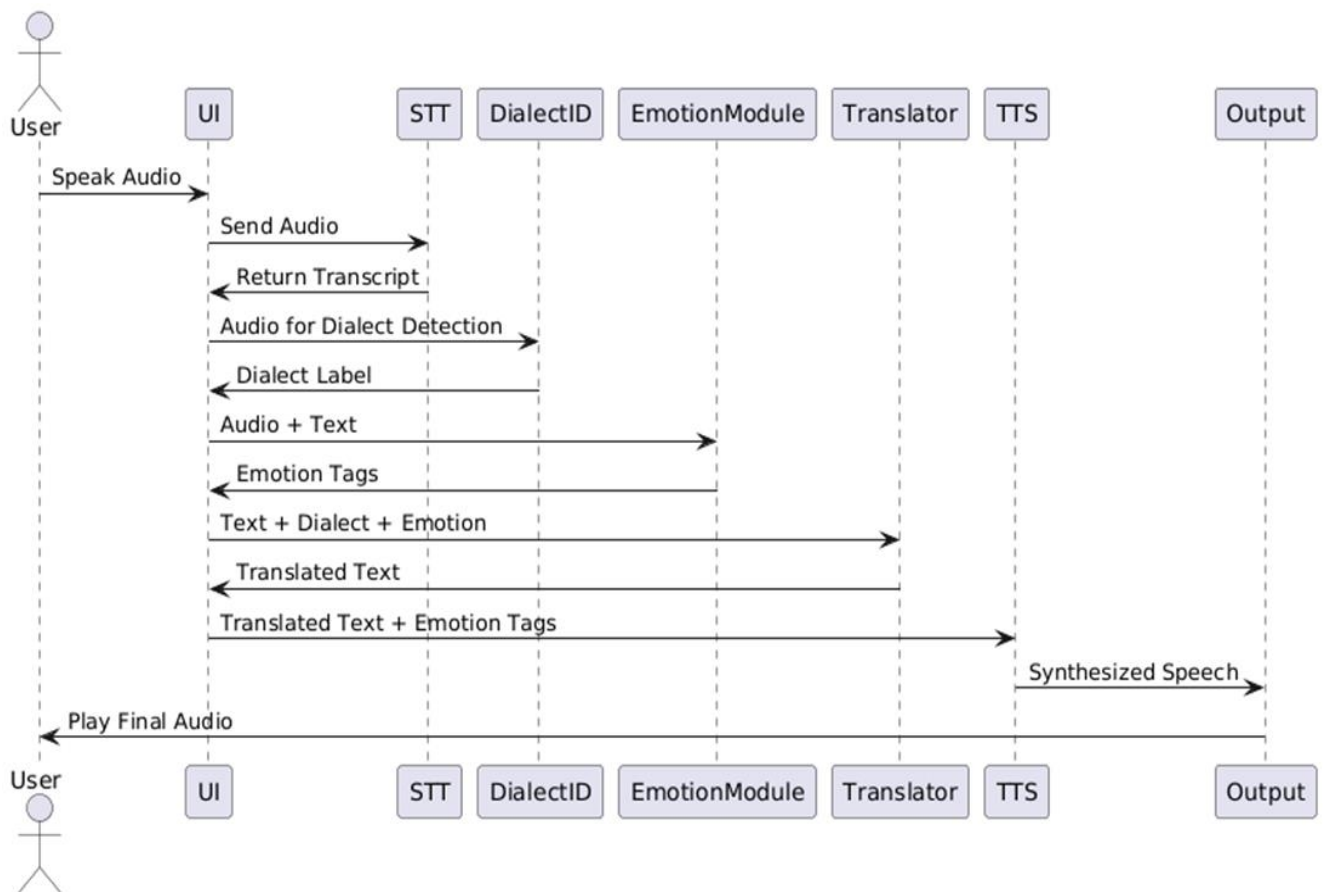 User
UI
STT
DialectID
EmotionModule
Translator
TTS
Output
Speak Audio
Send Audio
Return Transcript
Audio for Dialect Detection
Dialect Label
Audio + Text
Emotion Tags
Text + Dialect + Emotion
Translated Text
Translated Text + Emotion Tags
Synthesized Speech
Play Final Audio
User
UI
STT
DialectID
EmotionModule
Translator
TTS
Output